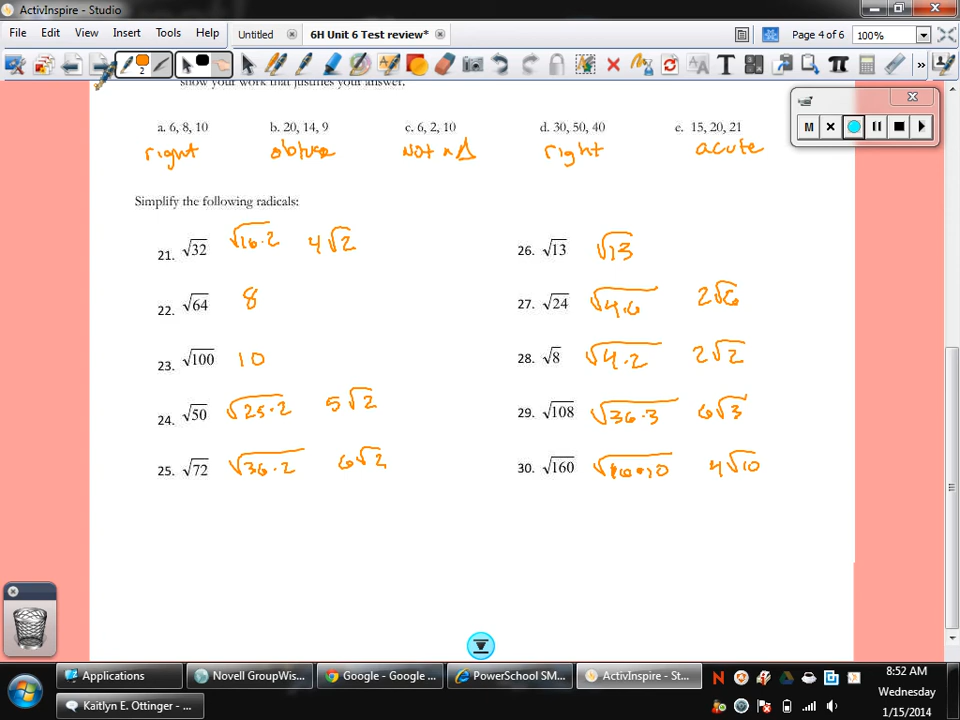 ActivInspire - Studio
File Edit View Insert Tools Help Untitled 6H Unit 6 Test review* Page 4 of 6 100%
2 T π »
M
show your work that justifies your answer.
a. 6, 8, 10 b. 20, 14, 9 c. 6, 2, 10 d. 30, 50, 40 e. 15, 20, 21
right obtuse Not a Δ right acute
Simplify the following radicals:
21. √32 √16·2 4√2
22. √64 8
23. √100 10
24. √50 √25·2 5√2
25. √72 √36·2 6√2
26. √13 √13
27. √24 √4·6 2√6
28. √8 √4·2 2√2
29. √108 √36·3 6√3
30. √160 √16·10 4√10
Applications Novell GroupWis... Google - Google ... PowerSchool SM... ActivInspire - St...
Kaitlyn E. Ottinger - ...
8:52 AM
Wednesday
1/15/2014